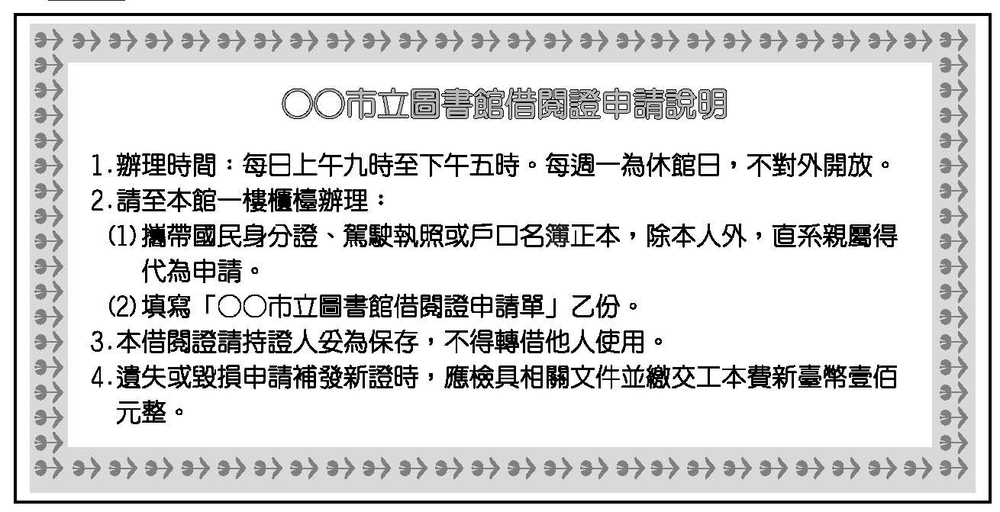 ○○市立圖書館借閱證申請說明
1.辦理時間：每日上午九時至下午五時。每週一為休館日，不對外開放。
2.請至本館一樓櫃檯辦理：
(1)攜帶國民身分證、駕駛執照或戶口名簿正本，除本人外，直系親屬得
代為申請。
(2)填寫「○○市立圖書館借閱證申請單」乙份。
3.本借閱證請持證人妥為保存，不得轉借他人使用。
4.遺失或毀損申請補發新證時，應檢具相關文件並繳交工本費新臺幣壹佰
元整。